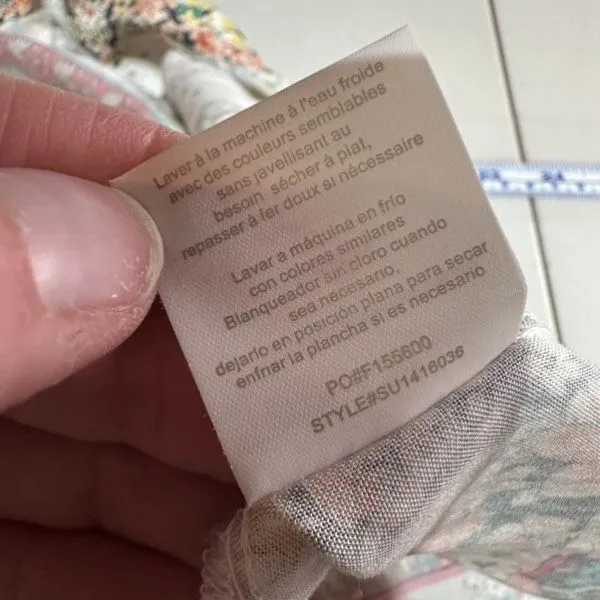 Laver à la machine à l'eau froide
avec des couleurs semblables
sans javellisant au
besoin sécher à plat,
repasser à fer doux si nécessaire
Lavar a máquina en frío
con colores similares
Blanqueador sin cloro cuando
sea necesario,
dejarlo en posición plana para secar
enfnar la plancha si es necesario
PO#F155600
STYLE#SU1416036